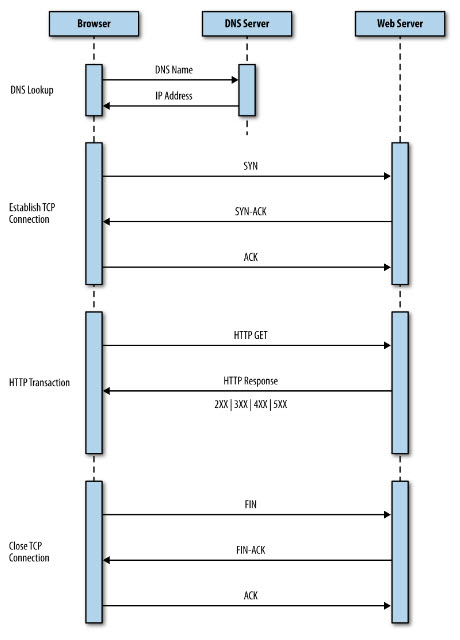 Browser
DNS Server
Web Server
DNS Lookup
DNS Name
IP Address
Establish TCP
Connection
SYN
SYN-ACK
ACK
HTTP Transaction
HTTP GET
HTTP Response
2XX | 3XX | 4XX | 5XX
Close TCP
Connection
FIN
FIN-ACK
ACK